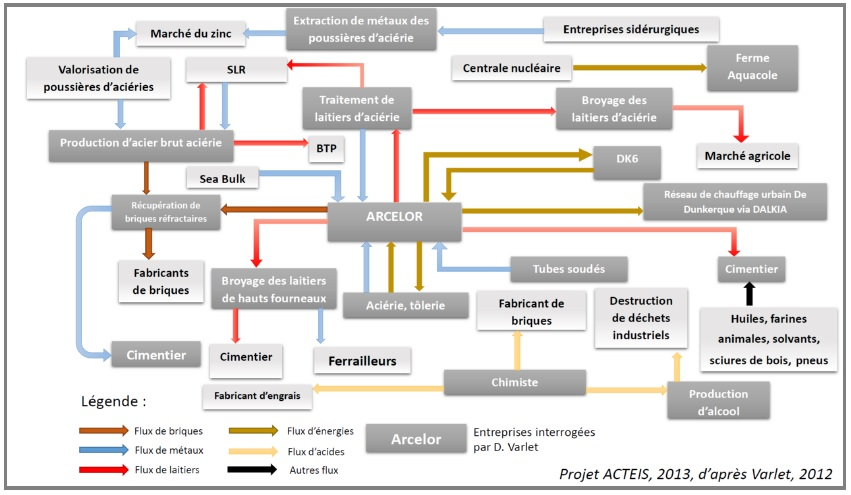 Marché du zinc
Extraction de métaux des
poussières d'aciérie
Entreprises sidérurgiques
Valorisation de
poussières d'aciéries
SLR
Centrale nucléaire
Ferme
Aquacole
Traitement de
laitiers d'aciérie
Broyage des
laitiers d'aciérie
Production d'acier brut aciérie
BTP
DK6
Marché agricole
Sea Bulk
Récupération de
briques réfractaires
ARCELOR
Réseau de chauffage urbain De
Dunkerque via DALKIA
Fabricants
de briques
Broyage des laitiers
de hauts fourneaux
Aciérie, tôlerie
Tubes soudés
Cimentier
Fabricant de
briques
Destruction
de déchets
industriels
Huiles, farines
animales, solvants,
sciures de bois, pneus
Cimentier
Cimentier
Ferrailleurs
Chimiste
Fabricant d'engrais
Production
d'alcool
Légende :
Flux de briques
Flux de métaux
Flux de laitiers
Flux d'énergies
Flux d'acides
Autres flux
Arcelor
Entreprises interrogées
par D. Varlet
Projet ACTEIS, 2013, d'après Varlet, 2012